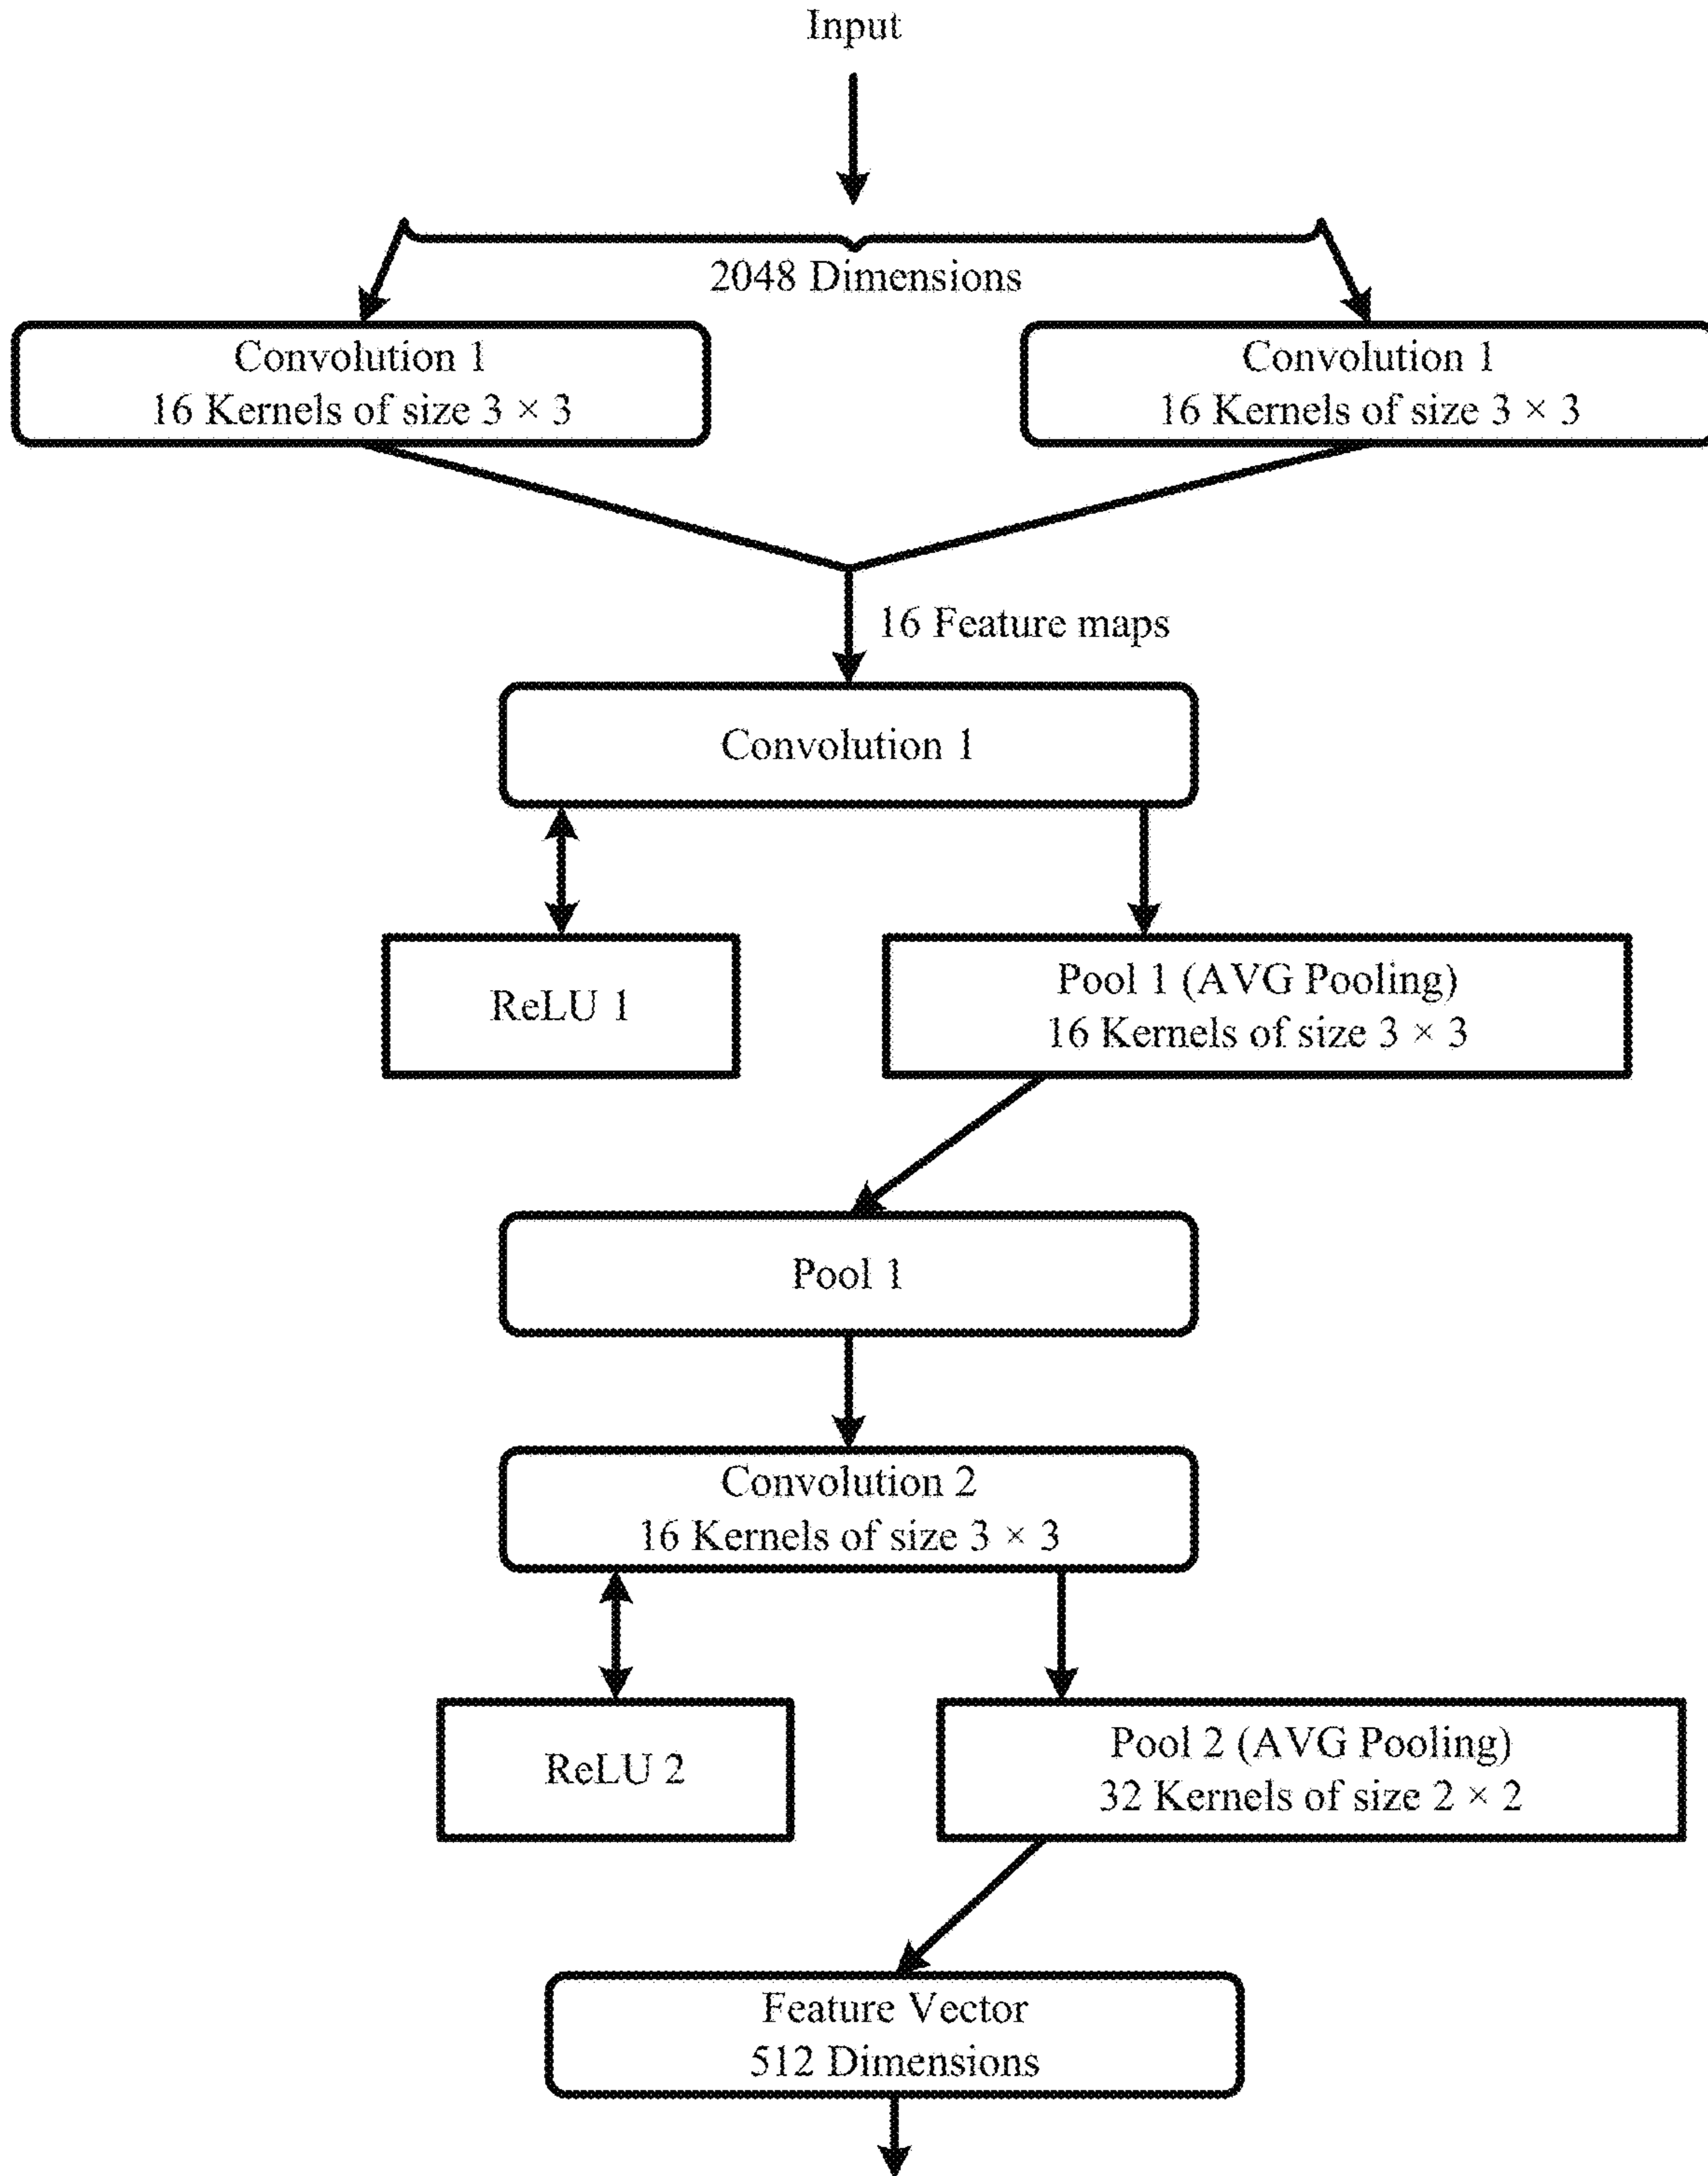 Input
2048 Dimensions
Convolution 1
16 Kernels of size 3 × 3
Convolution 1
16 Kernels of size 3 × 3
16 Feature maps
Convolution 1
ReLU 1
Pool 1 (AVG Pooling)
16 Kernels of size 3 × 3
Pool 1
Convolution 2
16 Kernels of size 3 × 3
ReLU 2
Pool 2 (AVG Pooling)
32 Kernels of size 2 × 2
Feature Vector
512 Dimensions